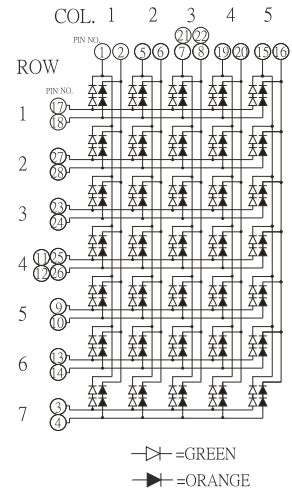 COL. 1 2 3 4 5
21 22
PIN NO.
1 2 5 6 7 8 19 20 15 16
ROW
PIN NO.
1 17
18
2 27
28
3 23
24
4 11 25
12 26
5 9
10
6 13
14
7 3
4
=GREEN
=ORANGE